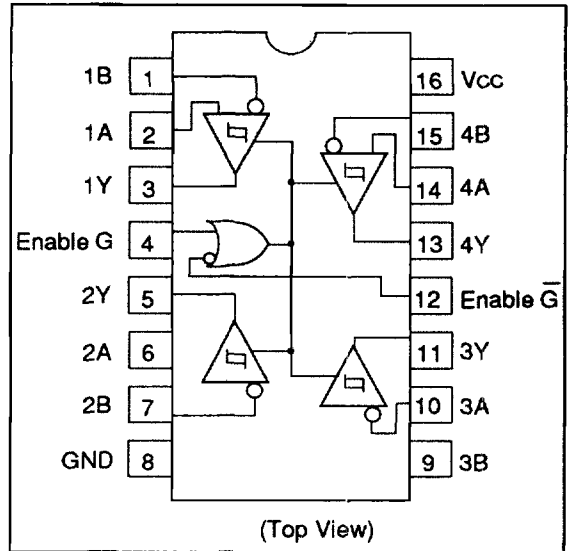 1B 1 16 Vcc
1A 2 15 4B
1Y 3 14 4A
Enable G 4 13 4Y
2Y 5 12 Enable G̅
2A 6 11 3Y
2B 7 10 3A
GND 8 9 3B
(Top View)